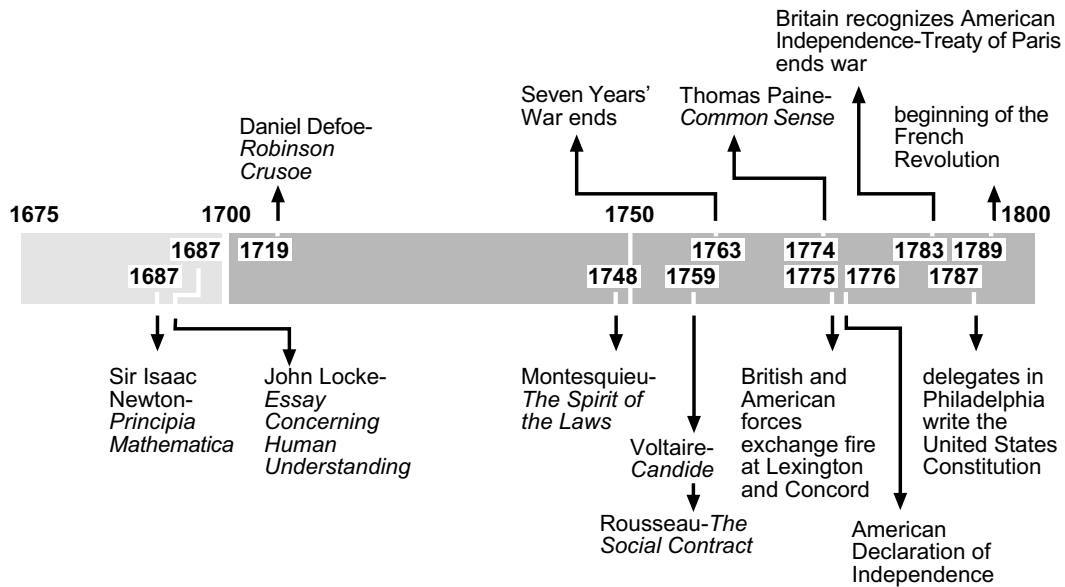 Britain recognizes American
Independence-Treaty of Paris
ends war
Seven Years’
War ends
Thomas Paine-
Common Sense
beginning of the
French
Revolution
Daniel Defoe-
Robinson
Crusoe
1675
1700
1750
1800
1687
1719
1763
1774
1783
1789
1687
1748
1759
1775
1776
1787
Sir Isaac
Newton-
Principia
Mathematica
John Locke-
Essay
Concerning
Human
Understanding
Montesquieu-
The Spirit of
the Laws
Voltaire-
Candide
Rousseau-The
Social Contract
British and
American
forces
exchange fire
at Lexington
and Concord
American
Declaration of
Independence
delegates in
Philadelphia
write the
United States
Constitution